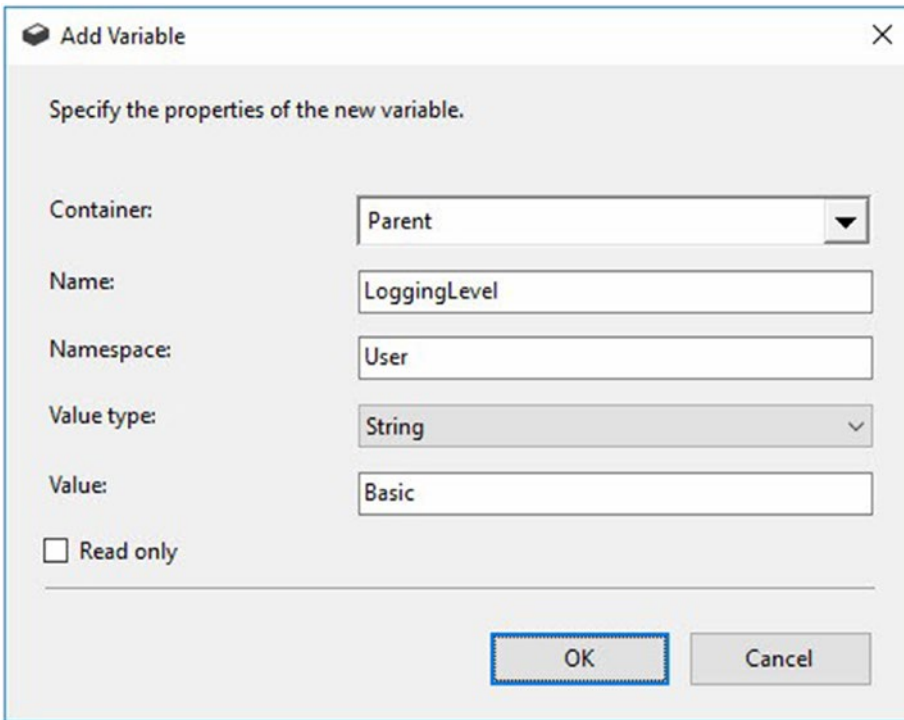 Add Variable
Specify the properties of the new variable.
Container: Parent
Name: LoggingLevel
Namespace: User
Value type: String
Value: Basic
Read only
OK Cancel